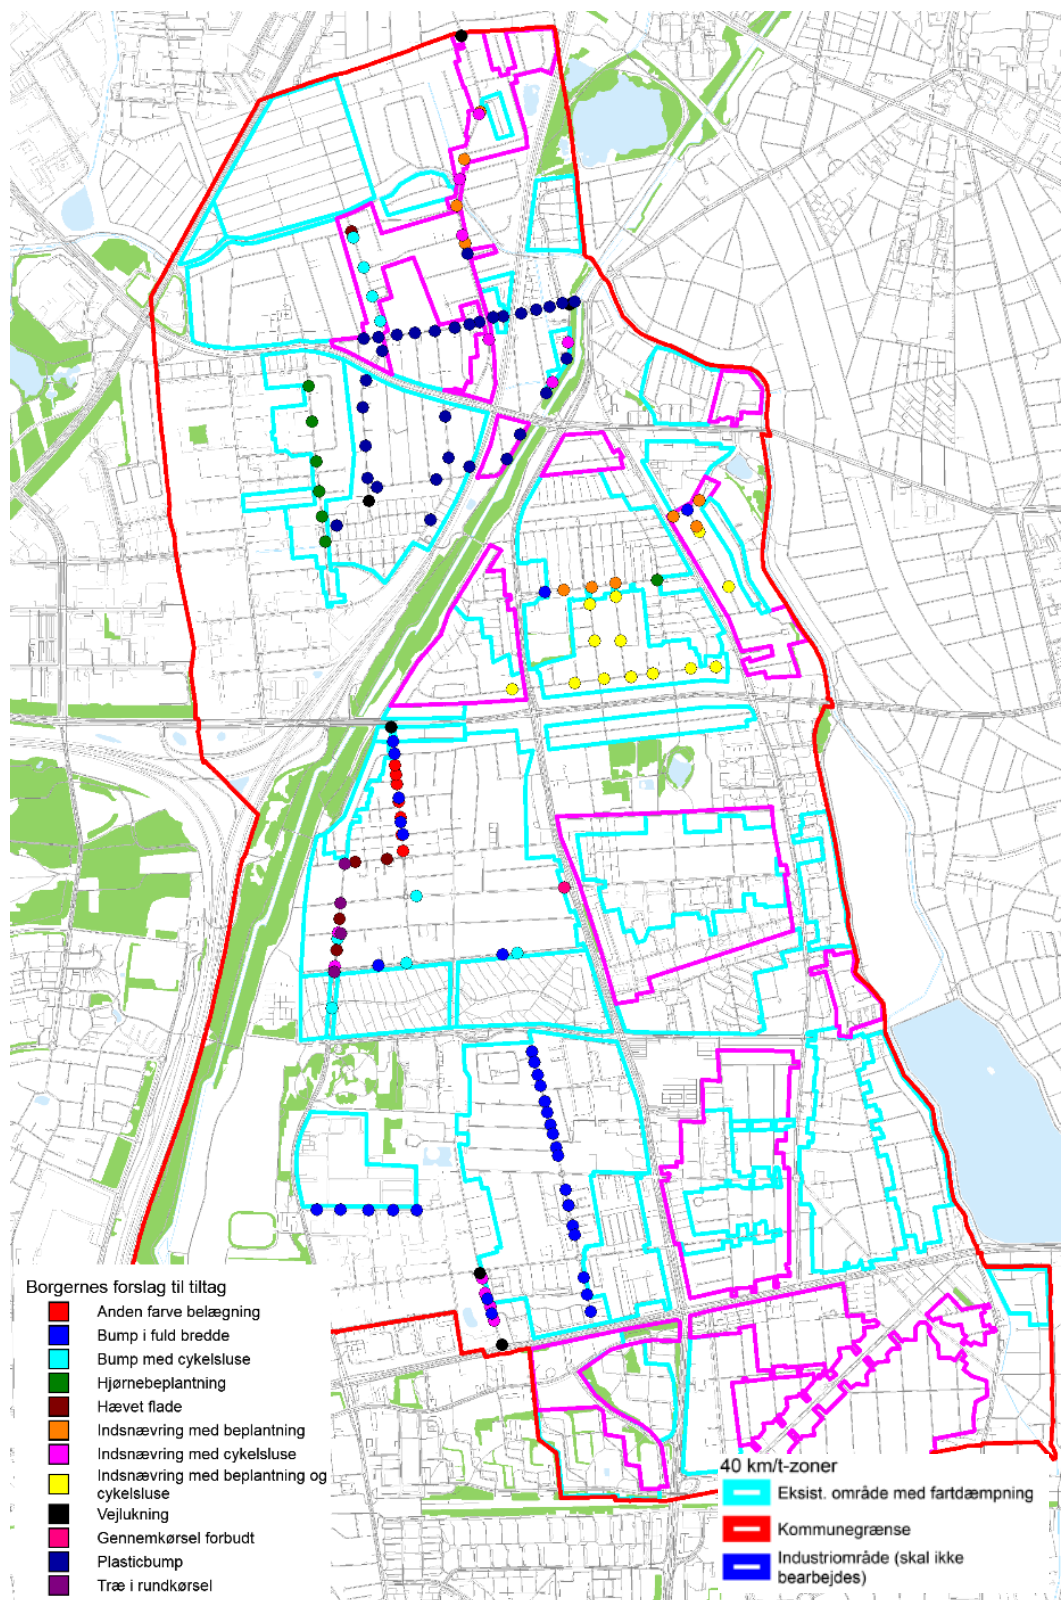 Borgernes forslag til tiltag
Anden farve belægning
Bump i fuld bredde
Bump med cykelsluse
Hjørnebeplantning
Hævet flade
Indsnævring med beplantning
Indsnævring med cykelsluse
Indsnævring med beplantning og
cykelsluse
Vejlukning
Gennemkørsel forbudt
Plasticbump
Træ i rundkørsel
40 km/t-zoner
Eksist. område med fartdæmpning
Kommunegrænse
Industriområde (skal ikke
bearbejdes)